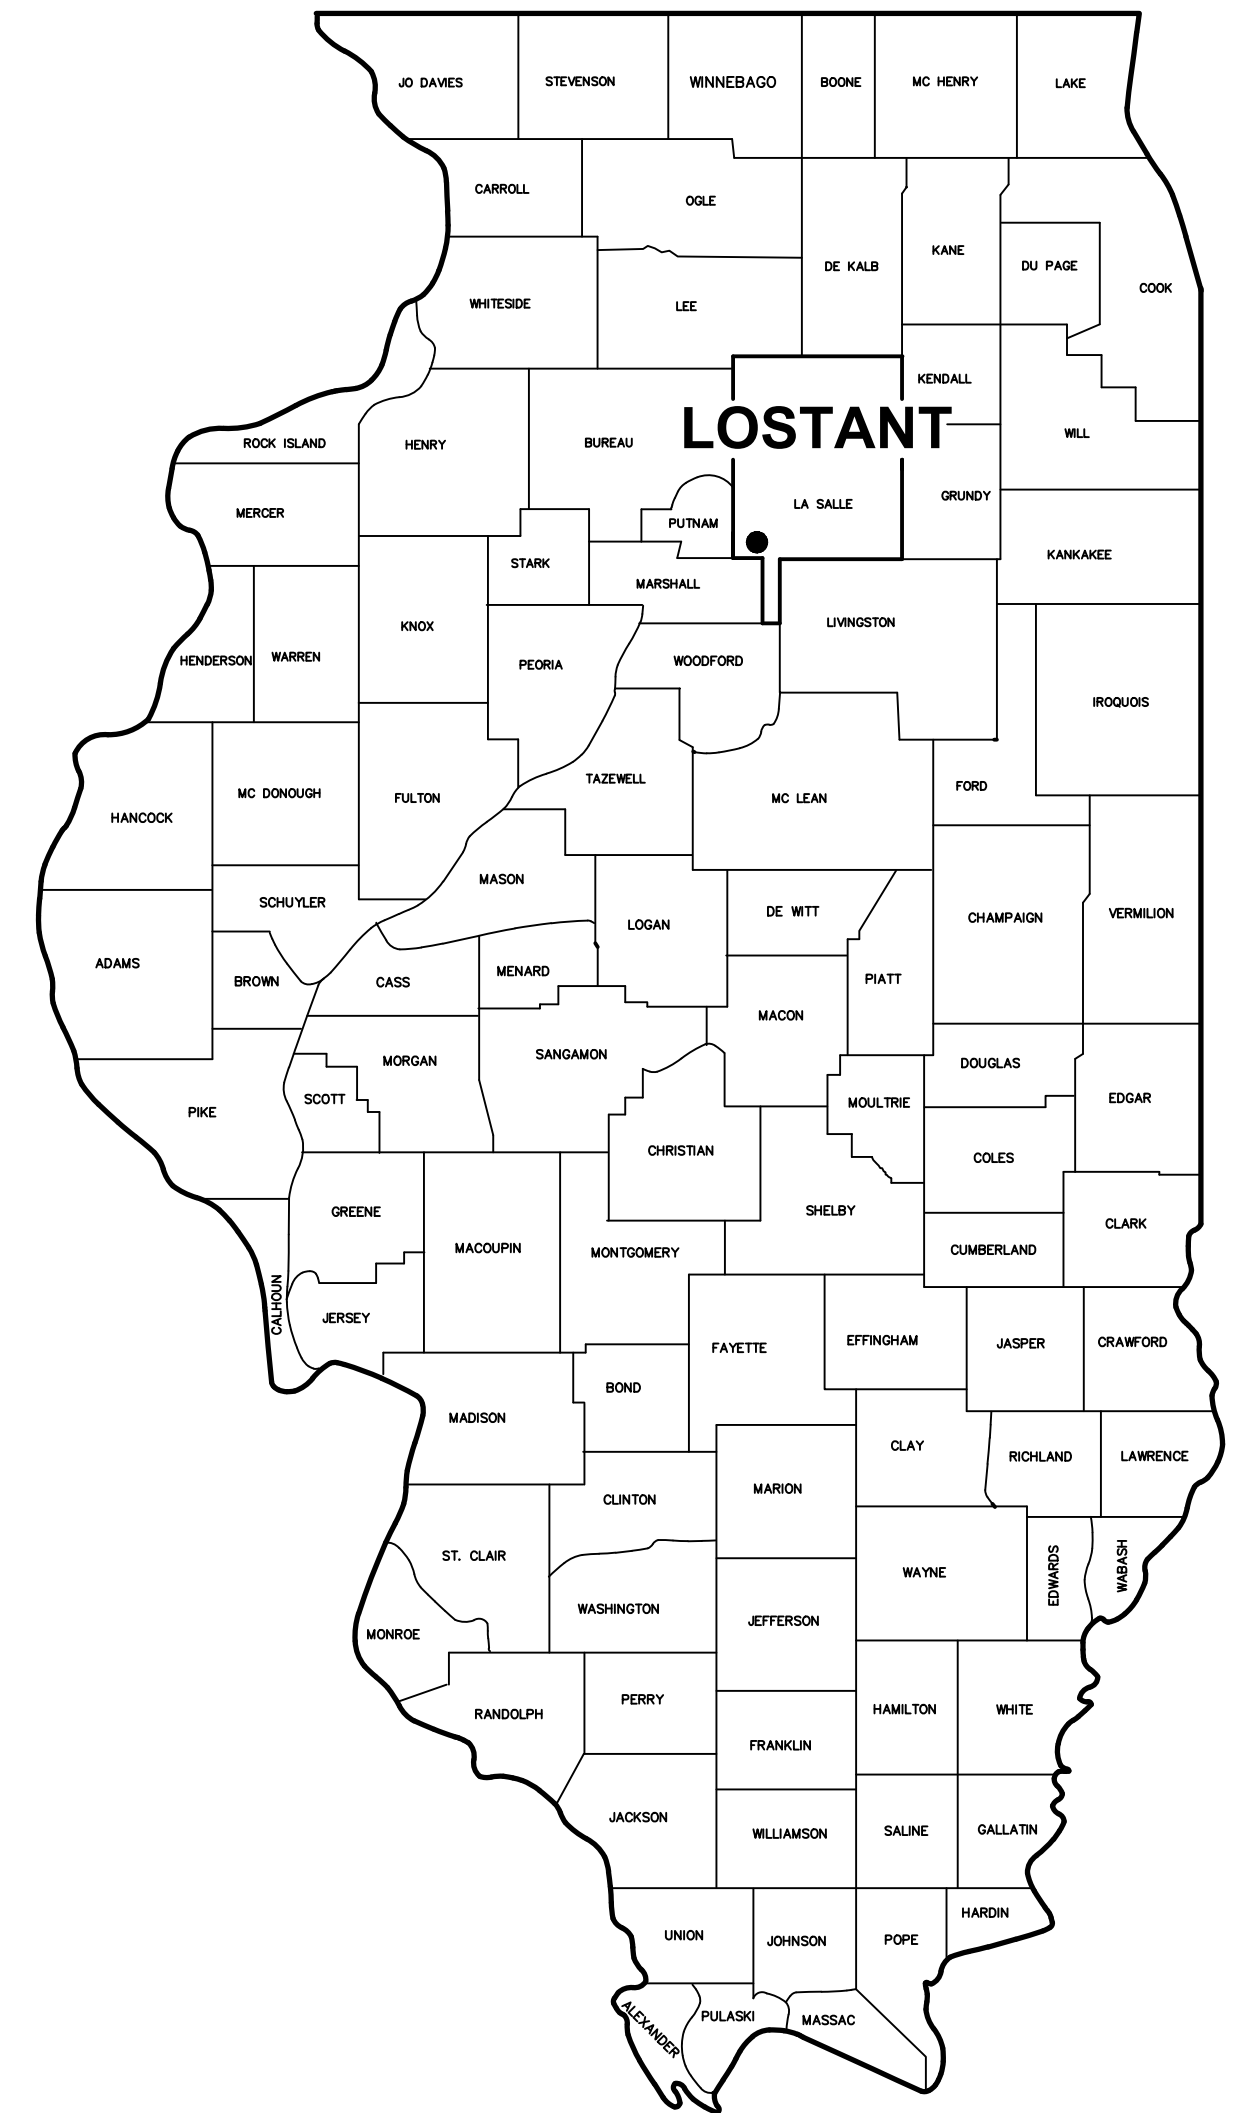 JO DAVIES
STEVENSON
WINNEBAGO
BOONE
MC HENRY
LAKE
CARROLL
OGLE
DE KALB
KANE
DU PAGE
COOK
WHITESIDE
LEE
KENDALL
LOSTANT
ROCK ISLAND
HENRY
BUREAU
WILL
MERCER
PUTNAM
LA SALLE
GRUNDY
STARK
MARSHALL
KANKAKEE
HENDERSON
WARREN
KNOX
PEORIA
WOODFORD
LIVINGSTON
IROQUOIS
HANCOCK
MC DONOUGH
FULTON
TAZEWELL
MC LEAN
FORD
SCHUYLER
MASON
LOGAN
DE WITT
CHAMPAIGN
VERMILION
ADAMS
BROWN
CASS
MENARD
PIATT
MACON
PIKE
SCOTT
MORGAN
SANGAMON
DOUGLAS
MOULTRIE
EDGAR
CHRISTIAN
COLES
GREENE
MACOUPIN
MONTGOMERY
SHELBY
CUMBERLAND
CLARK
CALHOUN
JERSEY
FAYETTE
EFFINGHAM
JASPER
CRAWFORD
MADISON
BOND
CLAY
RICHLAND
LAWRENCE
CLINTON
MARION
ST. CLAIR
WAYNE
EDWARDS
WABASH
MONROE
WASHINGTON
JEFFERSON
RANDOLPH
PERRY
FRANKLIN
HAMILTON
WHITE
JACKSON
WILLIAMSON
SALINE
GALLATIN
UNION
JOHNSON
POPE
HARDIN
ALEXANDER
PULASKI
MASSAC